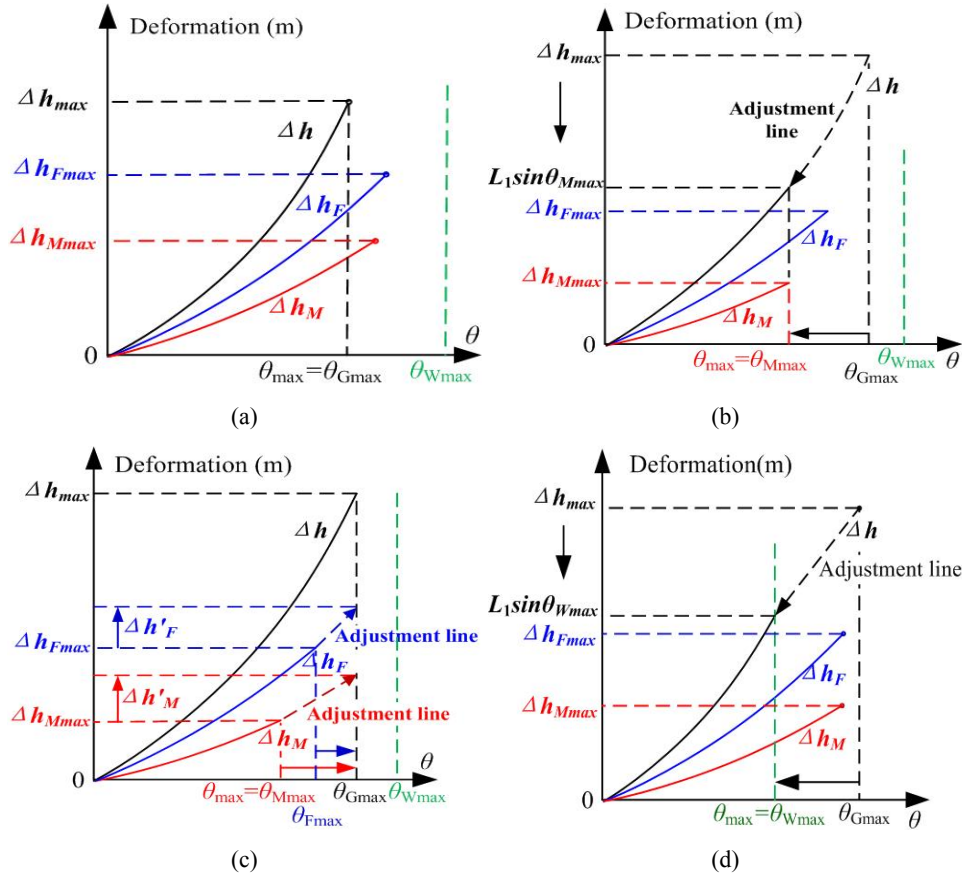 Deformation (m)
Δh_max
Δh
Δh_Fmax
Δh_F
Δh_Mmax
Δh_M
0
θ
θ_max=θ_Gmax
θ_Wmax
(a)
Deformation (m)
Δh_max
Δh
Adjustment
line
L₁sinθ_Mmax
Δh_Fmax
Δh_F
Δh_Mmax
Δh_M
0
θ_max=θ_Mmax
θ_Gmax
θ_Wmax
θ
(b)
Deformation (m)
Δh_max
Δh
Δh'_F
Adjustment line
Δh_Fmax
Δh_F
Δh'_M
Adjustment line
Δh_Mmax
Δh_M
0
θ
θ_max=θ_Mmax
θ_Gmax
θ_Wmax
θ_Fmax
(c)
Deformation(m)
Δh_max
Δh
Adjustment line
L₁sinθ_Wmax
Δh_Fmax
Δh_F
Δh_Mmax
Δh_M
0
θ_max=θ_Wmax
θ_Gmax
θ
(d)